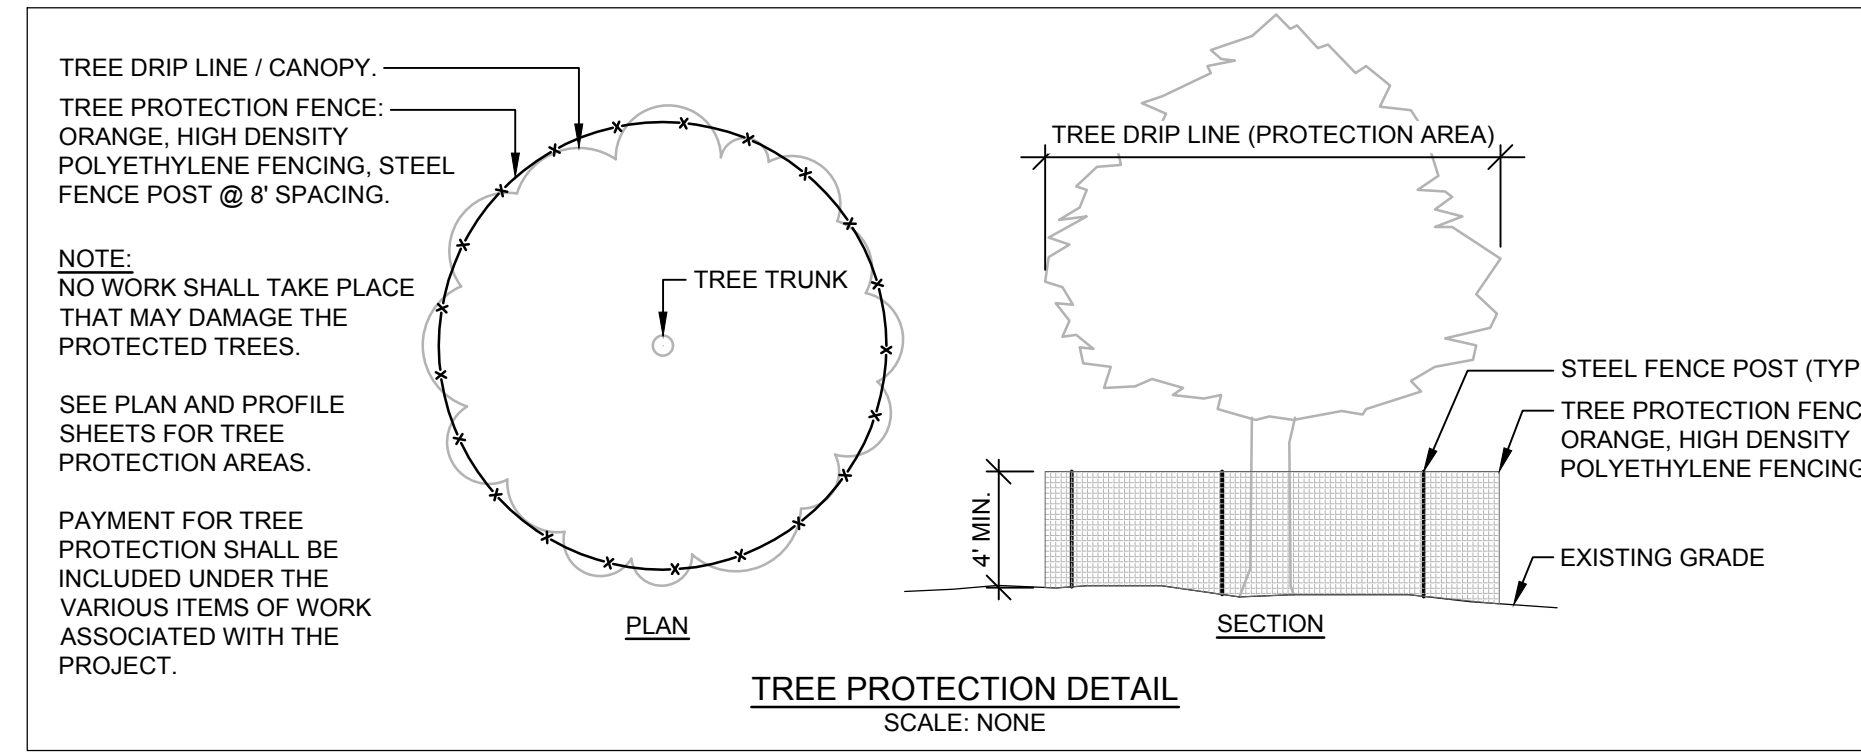 TREE DRIP LINE / CANOPY.
TREE PROTECTION FENCE:
ORANGE, HIGH DENSITY
POLYETHYLENE FENCING, STEEL
FENCE POST @ 8' SPACING.
NOTE:
NO WORK SHALL TAKE PLACE
THAT MAY DAMAGE THE
PROTECTED TREES.
SEE PLAN AND PROFILE
SHEETS FOR TREE
PROTECTION AREAS.
PAYMENT FOR TREE
PROTECTION SHALL BE
INCLUDED UNDER THE
VARIOUS ITEMS OF WORK
ASSOCIATED WITH THE
PROJECT.
TREE TRUNK
PLAN
TREE DRIP LINE (PROTECTION AREA)
STEEL FENCE POST (TYP
TREE PROTECTION FENC
ORANGE, HIGH DENSITY
POLYETHYLENE FENCING
4' MIN.
EXISTING GRADE
SECTION
TREE PROTECTION DETAIL
SCALE: NONE